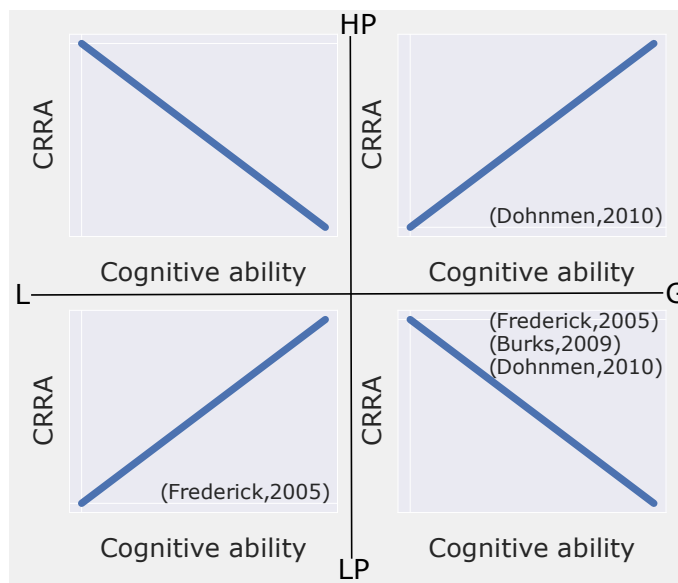 HP
CRRA
CRRA
(Dohnmen,2010)
Cognitive ability
Cognitive ability
L
G
(Frederick,2005)
(Burks,2009)
(Dohnmen,2010)
CRRA
CRRA
(Frederick,2005)
Cognitive ability
Cognitive ability
LP